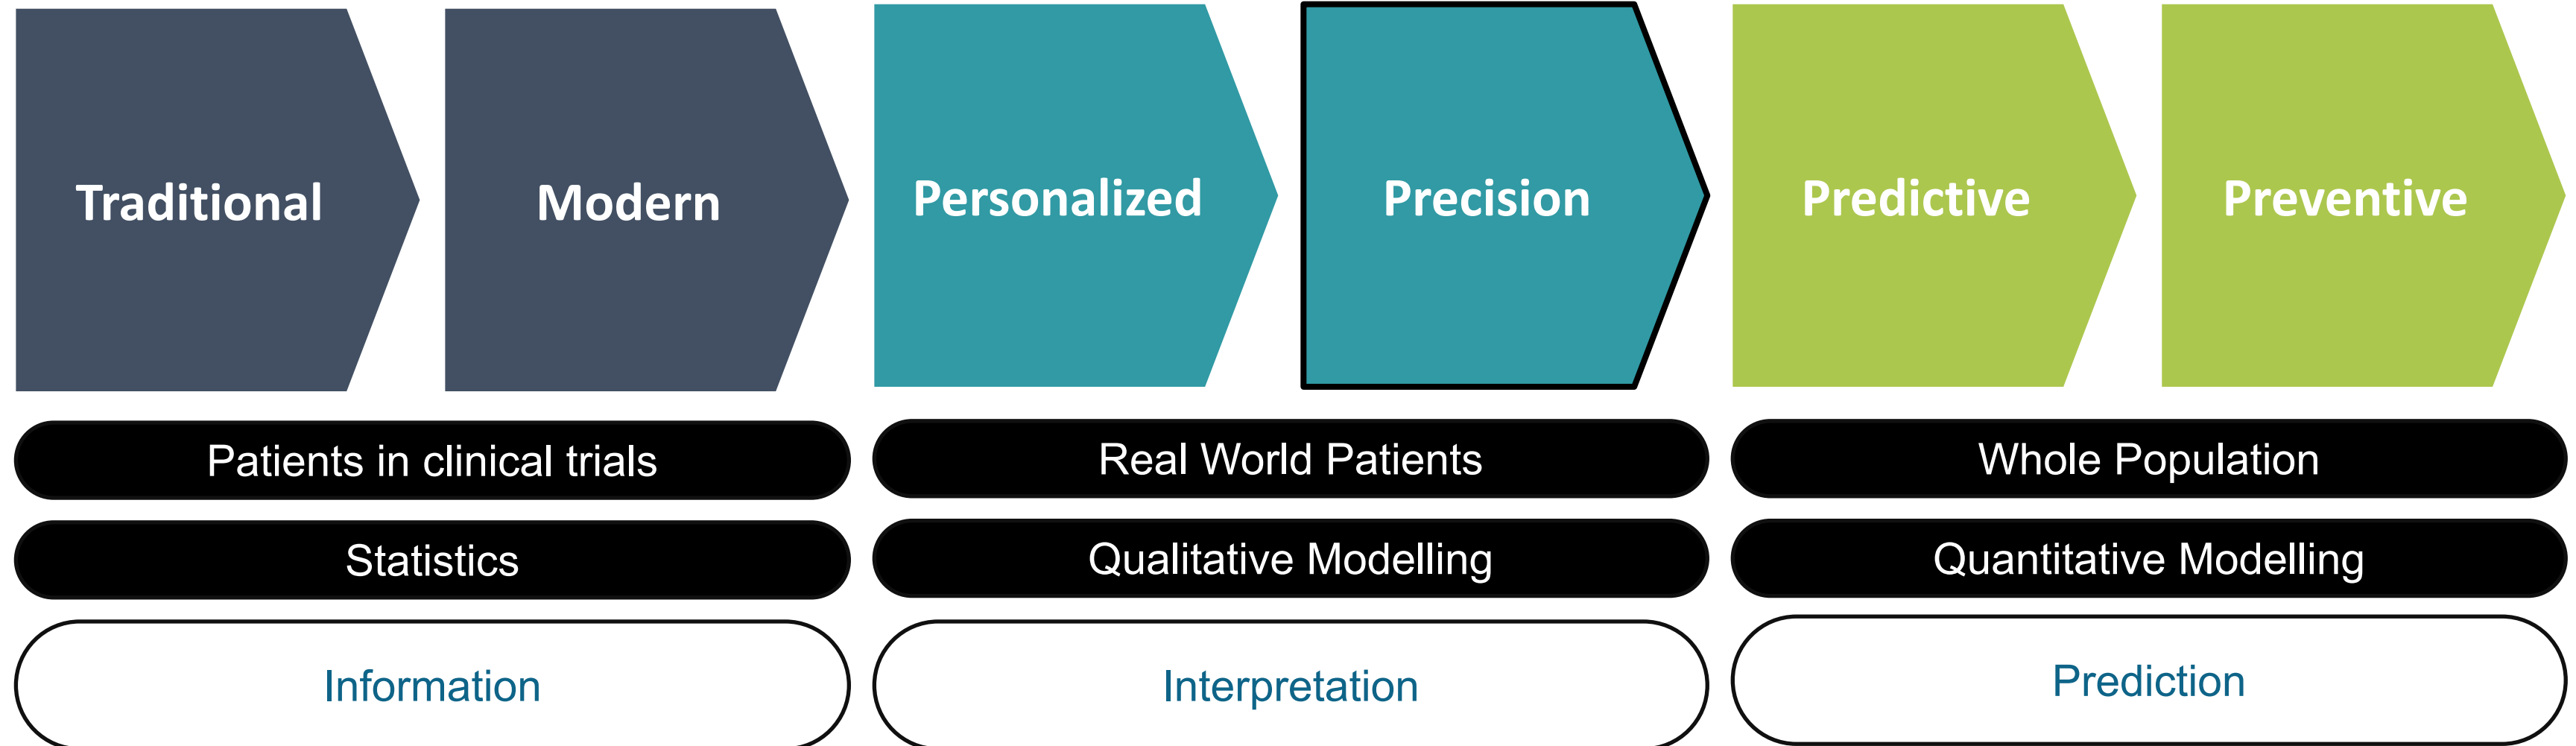 Traditional
Modern
Personalized
Precision
Predictive
Preventive
Patients in clinical trials
Real World Patients
Whole Population
Statistics
Qualitative Modelling
Quantitative Modelling
Information
Interpretation
Prediction